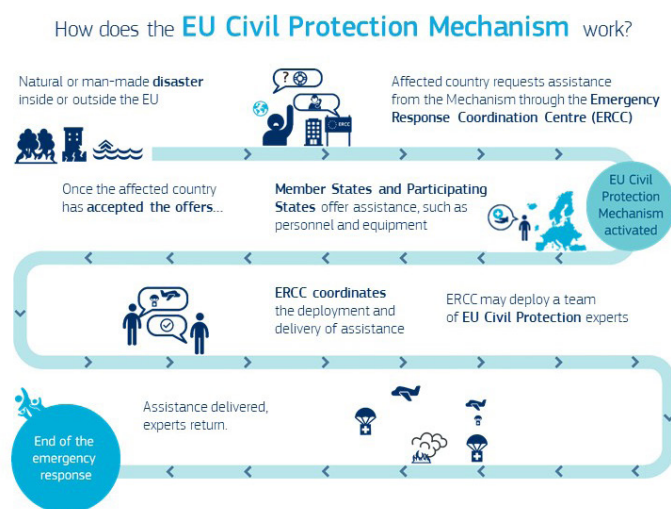 How does the EU Civil Protection Mechanism work?
Natural or man-made disaster
inside or outside the EU
?
ERCC
Affected country requests assistance
from the Mechanism through the Emergency
Response Coordination Centre (ERCC)
EU Civil
Protection
Mechanism
activated
Member States and Participating
States offer assistance, such as
personnel and equipment
Once the affected country
has accepted the offers...
ERCC coordinates
the deployment and
delivery of assistance
ERCC may deploy a team
of EU Civil Protection experts
Assistance delivered,
experts return.
End of the
emergency
response